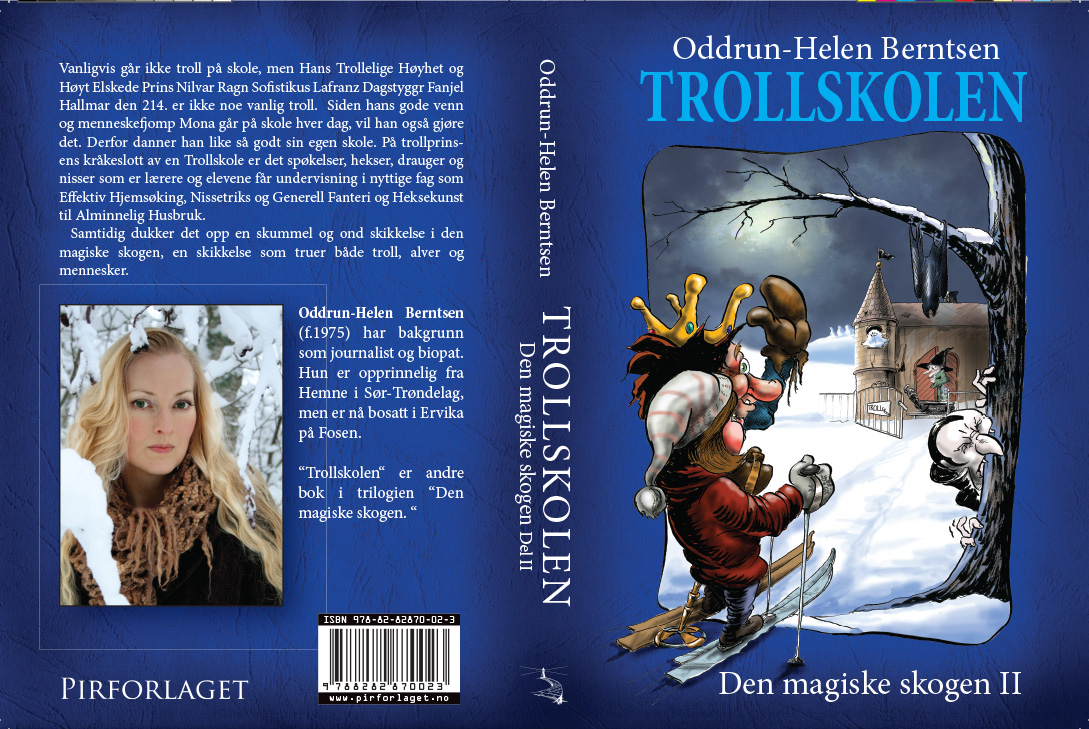 Vanligvis går ikke troll på skole, men Hans Trollelige Høyhet og
Høyt Elskede Prins Nilvar Ragn Sofistikus Lafranz Dagstyggr Fanjel
Hallmar den 214. er ikke noe vanlig troll. Siden hans gode venn
og menneskefjomp Mona går på skole hver dag, vil han også gjøre
det. Derfor danner han like så godt sin egen skole. På trollprins-
ens kråkeslott av en Trollskole er det spøkelser, hekser, drauger og
nisser som er lærere og elevene får undervisning i nyttige fag som
Effektiv Hjemsøking, Nissetriks og Generell Fanteri og Heksekunst
til Alminnelig Husbruk.
Samtidig dukker det opp en skummel og ond skikkelse i den
magiske skogen, en skikkelse som truer både troll, alver og
mennesker.
Oddrun-Helen Berntsen
(f.1975) har bakgrunn
som journalist og biopat.
Hun er opprinnelig fra
Hemne i Sør-Trøndelag,
men er nå bosatt i Ervika
på Fosen.
“Trollskolen“ er andre
bok i trilogien “Den
magiske skogen. “
PIRFORLAGET
ISBN 978-82-82870-02-3
9 788282 870023
www.pirforlaget.no
Oddrun-Helen Berntsen
TROLLSKOLEN
Den magiske skogen Del II
Oddrun-Helen Berntsen
TROLLSKOLEN
Den magiske skogen II